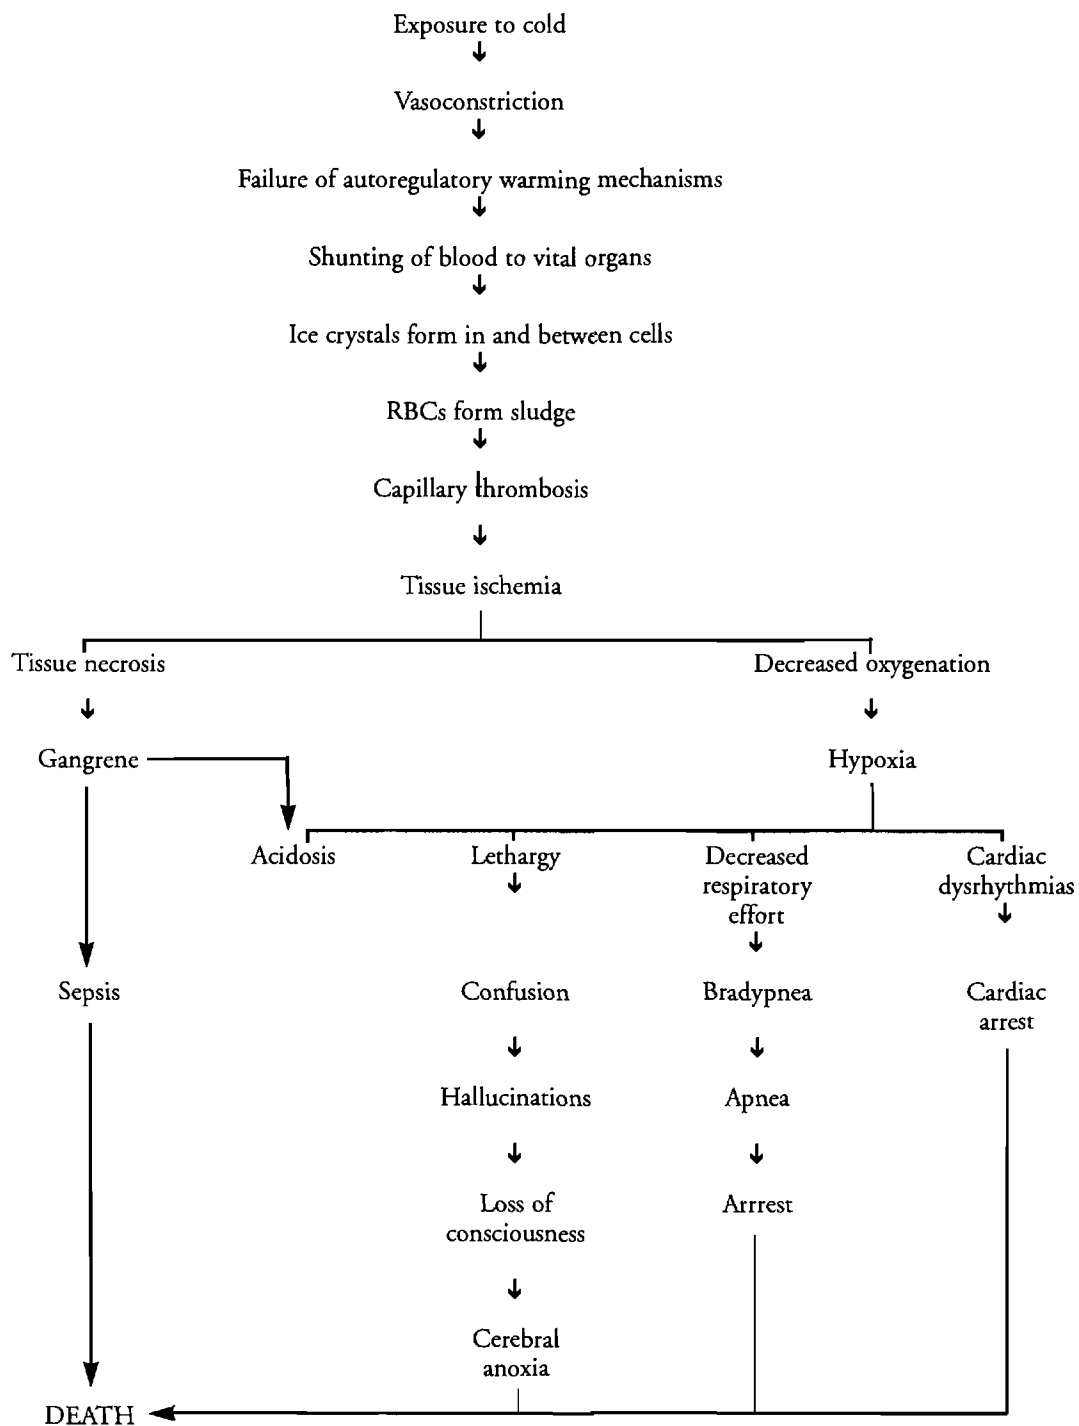 Exposure to cold
Vasoconstriction
Failure of autoregulatory warming mechanisms
Shunting of blood to vital organs
Ice crystals form in and between cells
RBCs form sludge
Capillary thrombosis
Tissue ischemia
Tissue necrosis
Decreased oxygenation
Gangrene
Hypoxia
Acidosis
Lethargy
Decreased
respiratory
effort
Cardiac
dysrhythmias
Sepsis
Confusion
Bradypnea
Cardiac
arrest
Hallucinations
Apnea
Loss of
consciousness
Arrrest
Cerebral
anoxia
DEATH